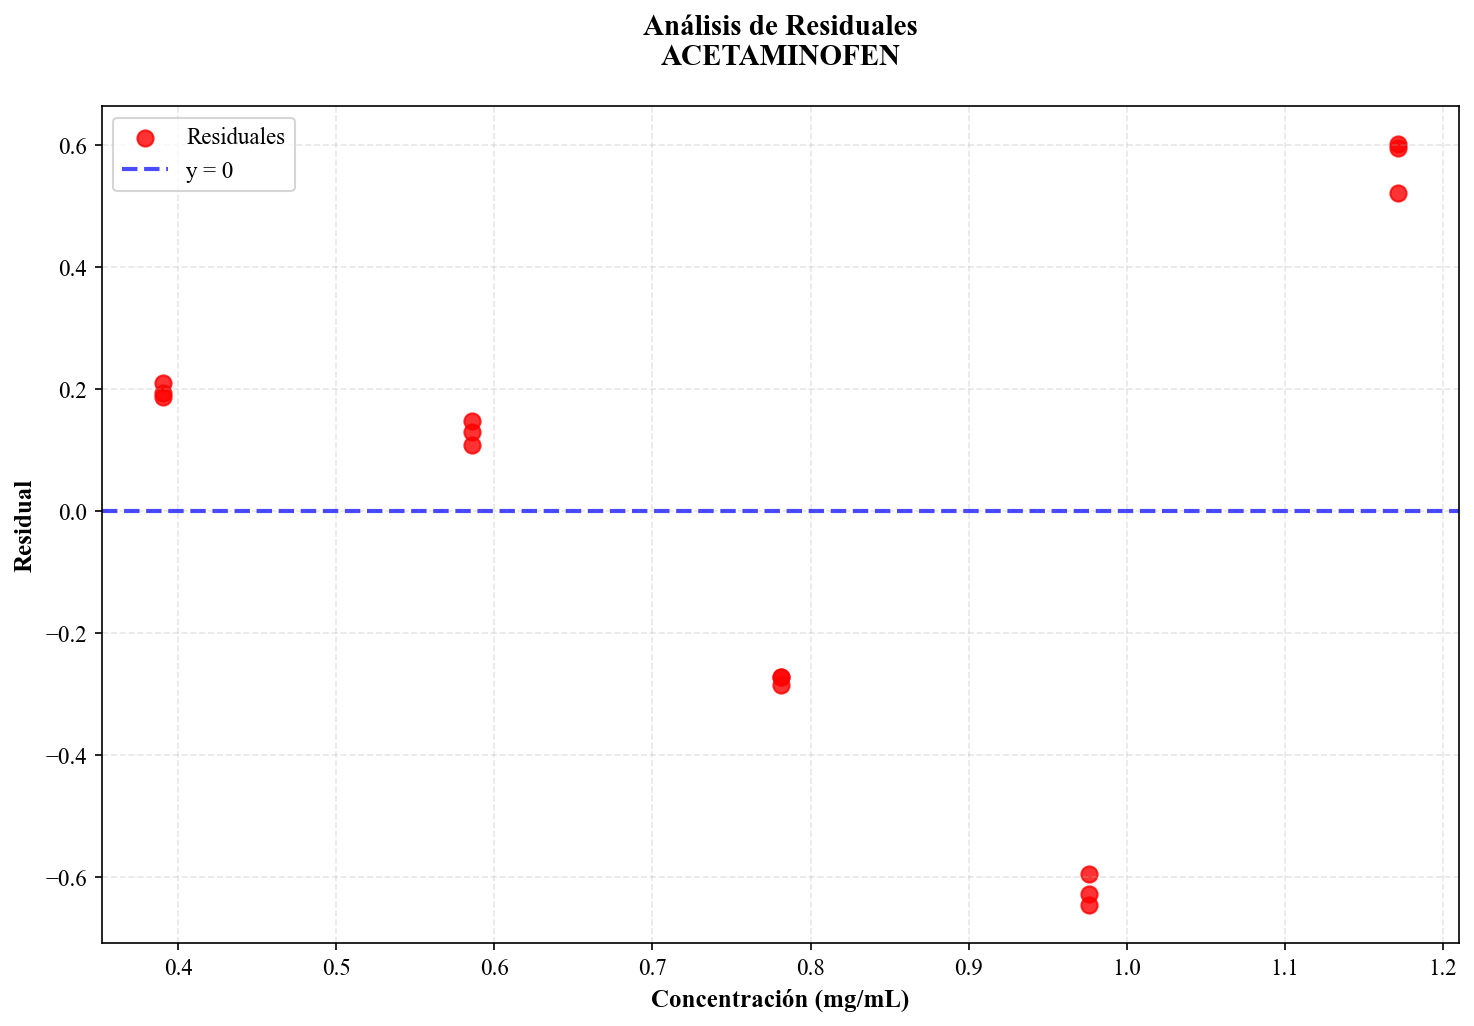 Análisis de Residuales
ACETAMINOFEN
Residuales
y = 0
0.6
0.4
0.2
0.0
−0.2
−0.4
−0.6
Residual
0.4 0.5 0.6 0.7 0.8 0.9 1.0 1.1 1.2
Concentración (mg/mL)